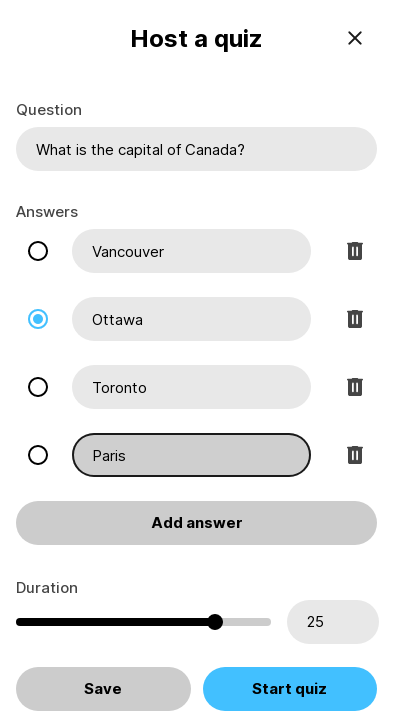 Host a quiz
Question
What is the capital of Canada?
Answers
Vancouver
Ottawa
Toronto
Paris
Add answer
Duration
25
Save
Start quiz